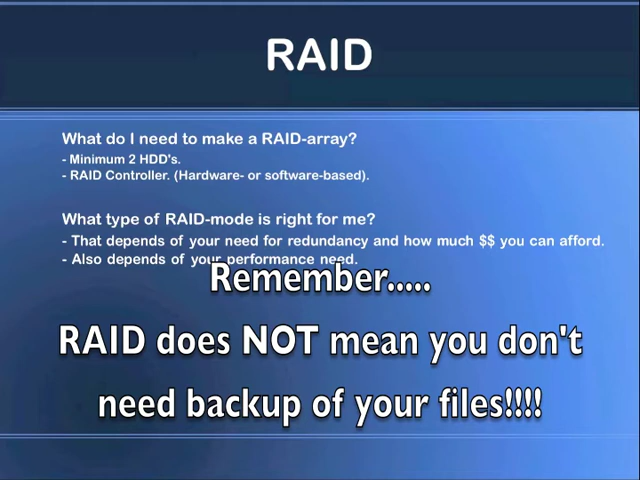 RAID
What do I need to make a RAID-array?
- Minimum 2 HDD's.
- RAID Controller. (Hardware- or software-based).
What type of RAID-mode is right for me?
- That depends of your need for redundancy and how much $$ you can afford.
- Also depends of your performance need.
Remember.....
RAID does NOT mean you don't
need backup of your files!!!!